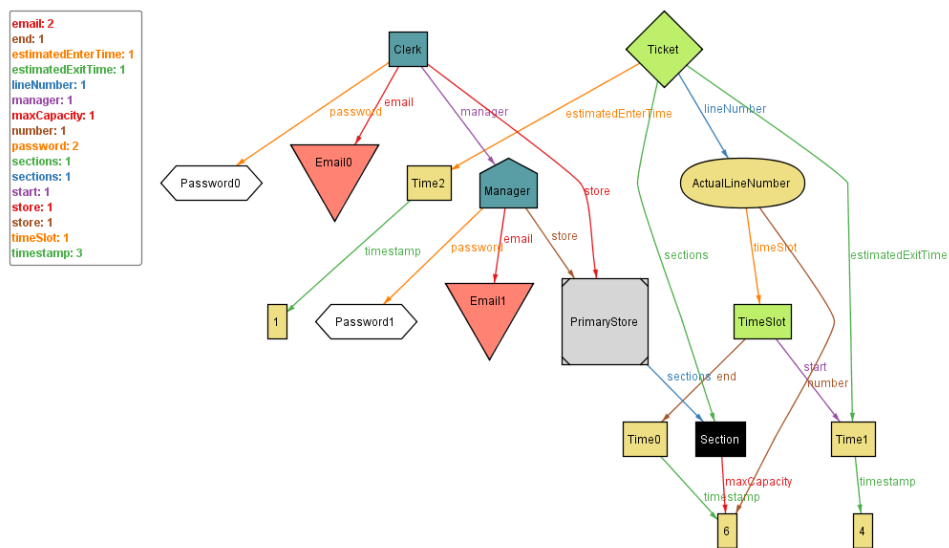 email: 2
end: 1
estimatedEnterTime: 1
estimatedExitTime: 1
lineNumber: 1
manager: 1
maxCapacity: 1
number: 1
password: 2
sections: 1
sections: 1
start: 1
store: 1
store: 1
timeSlot: 1
timestamp: 3
Clerk
Ticket
password
email
manager
estimatedEnterTime
lineNumber
Password0
Email0
Time2
Manager
store
ActualLineNumber
timestamp
password
email
store
sections
timeSlot
estimatedExitTime
1
Password1
Email1
PrimaryStore
TimeSlot
sections
end
start
number
Time0
Section
Time1
maxCapacity
timestamp
timestamp
6
4